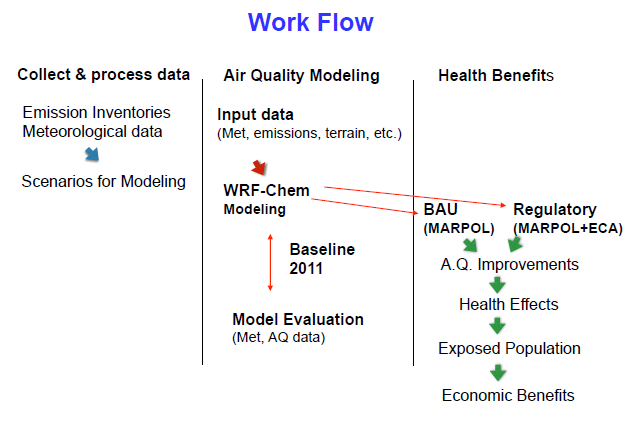 Work Flow
Collect & process data
Emission Inventories
Meteorological data
Scenarios for Modeling
Air Quality Modeling
Input data
(Met, emissions, terrain, etc.)
WRF-Chem
Modeling
Baseline
2011
Model Evaluation
(Met, AQ data)
Health Benefits
BAU
(MARPOL)
Regulatory
(MARPOL+ECA)
A.Q. Improvements
Health Effects
Exposed Population
Economic Benefits